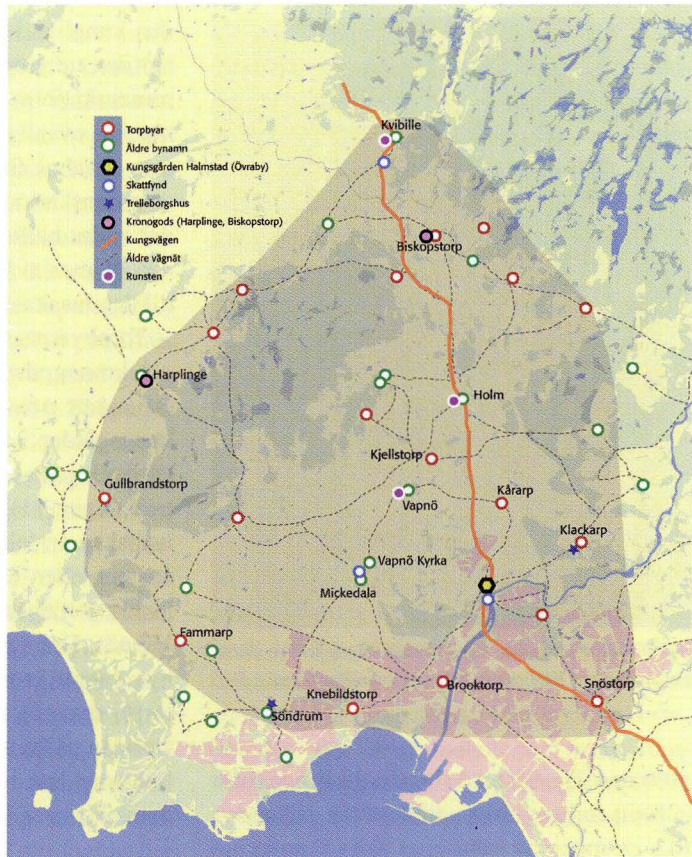 Kvibille
Torpbyar
Äldre bynamn
Kungsgården Halmstad (Övraby)
Skattfynd
Trelleborgshus
Kronogods (Harplinge, Biskopstorp)
Kungsvägen
Äldre vägnät
Runsten
Biskopstorp
Harplinge
Holm
Kjellstorp
Gullbrandstorp
Vapnö
Kårarp
Klackarp
Vapnö Kyrka
Mickedala
Fammarp
Knebildstorp
Brooktorp
Snöstorp
Söndrum